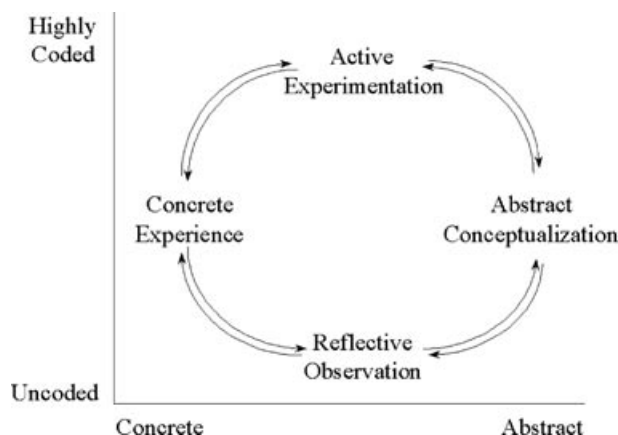 Highly
Coded
Active
Experimentation
Concrete
Experience
Abstract
Conceptualization
Reflective
Observation
Uncoded
Concrete
Abstract